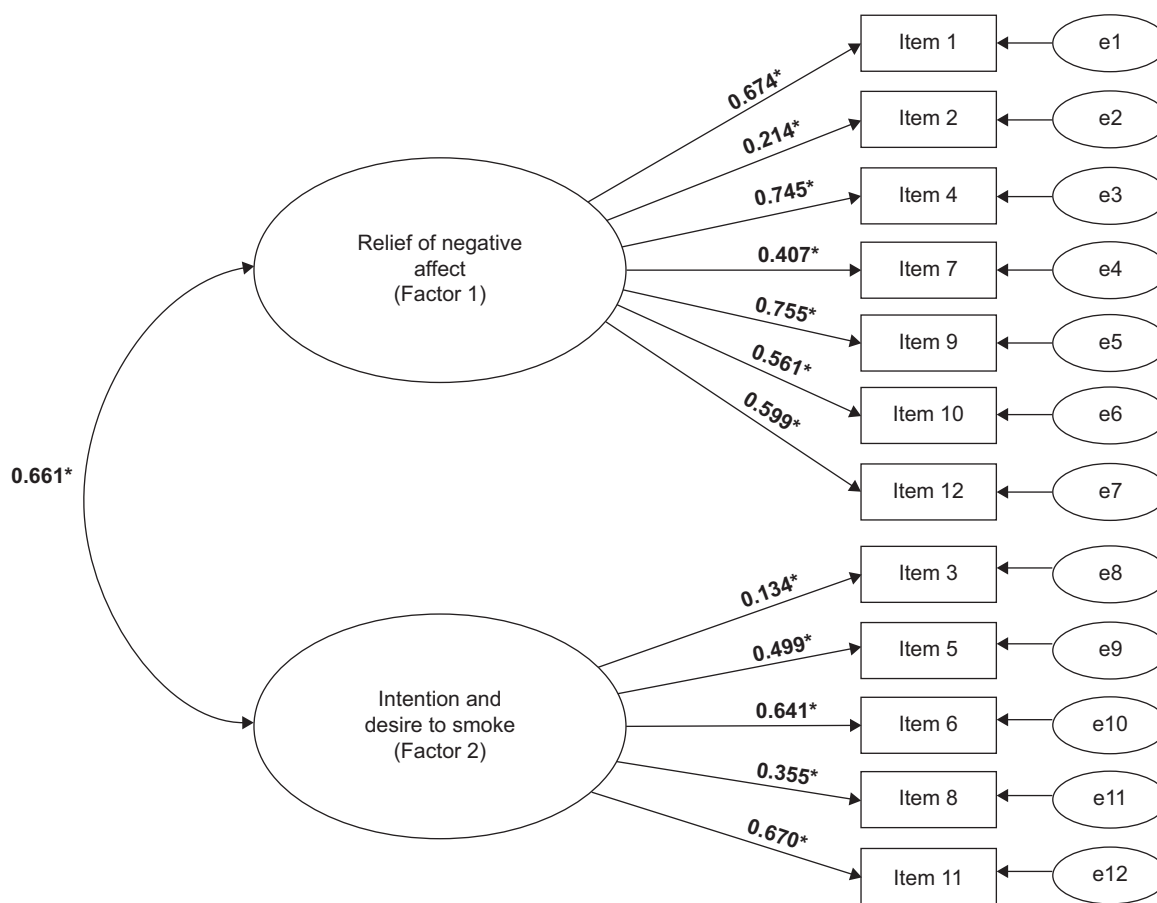 Item 1
e1
0.674*
Item 2
e2
0.214*
Item 4
e3
0.745*
Relief of negative
affect
(Factor 1)
Item 7
e4
0.407*
Item 9
e5
0.755*
Item 10
e6
0.561*
Item 12
e7
0.599*
0.661*
Item 3
e8
0.134*
Item 5
e9
0.499*
Intention and
desire to smoke
(Factor 2)
Item 6
e10
0.641*
Item 8
e11
0.355*
Item 11
e12
0.670*